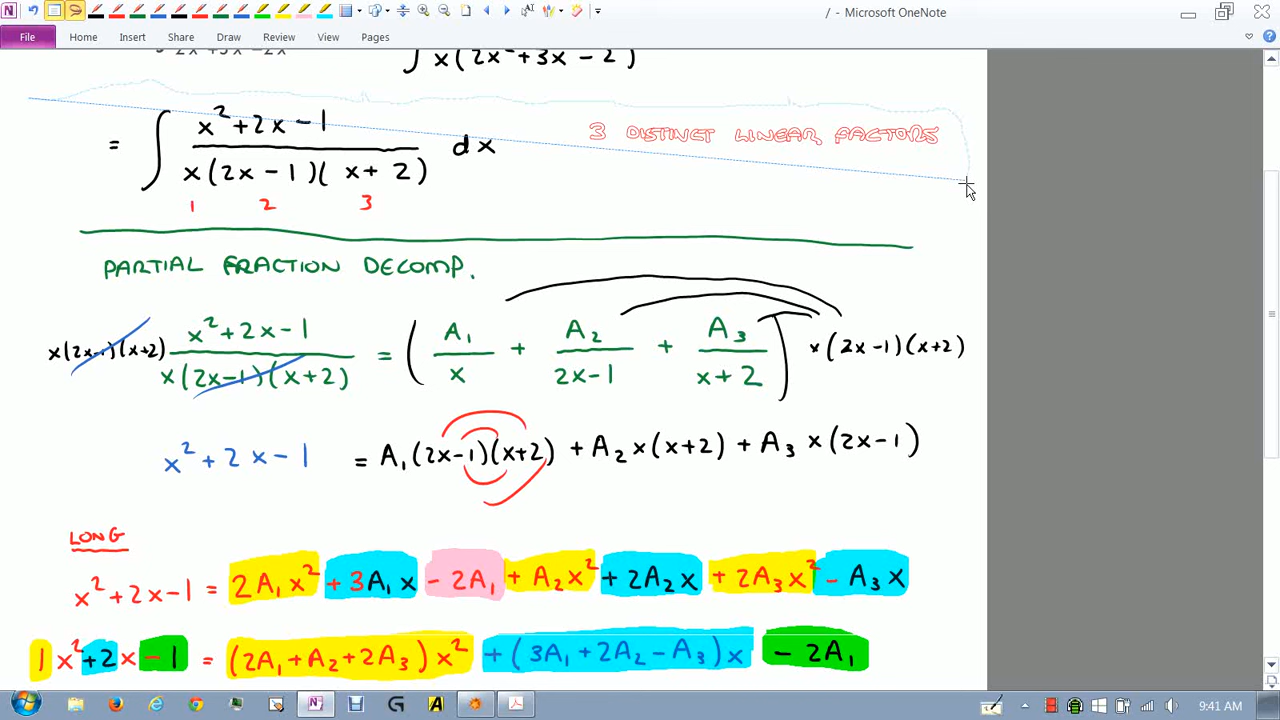 / - Microsoft OneNote
File Home Insert Share Draw Review View Pages
∫ x(2x² + 3x - 2)
= ∫ x² + 2x - 1 / x(2x - 1)(x + 2) dx
3 DISTINCT LINEAR FACTORS
1 2 3
PARTIAL FRACTION DECOMP.
x(2x-1)(x+2) x² + 2x - 1 / x(2x-1)(x+2) = ( A₁ / x + A₂ / 2x-1 + A₃ / x+2 ) x(2x-1)(x+2)
x² + 2x - 1 = A₁(2x-1)(x+2) + A₂x(x+2) + A₃x(2x-1)
LONG
x² + 2x - 1 = 2A₁x² + 3A₁x - 2A₁ + A₂x² + 2A₂x + 2A₃x² - A₃x
1x² + 2x - 1 = (2A₁ + A₂ + 2A₃)x² + (3A₁ + 2A₂ - A₃)x - 2A₁
9:41 AM